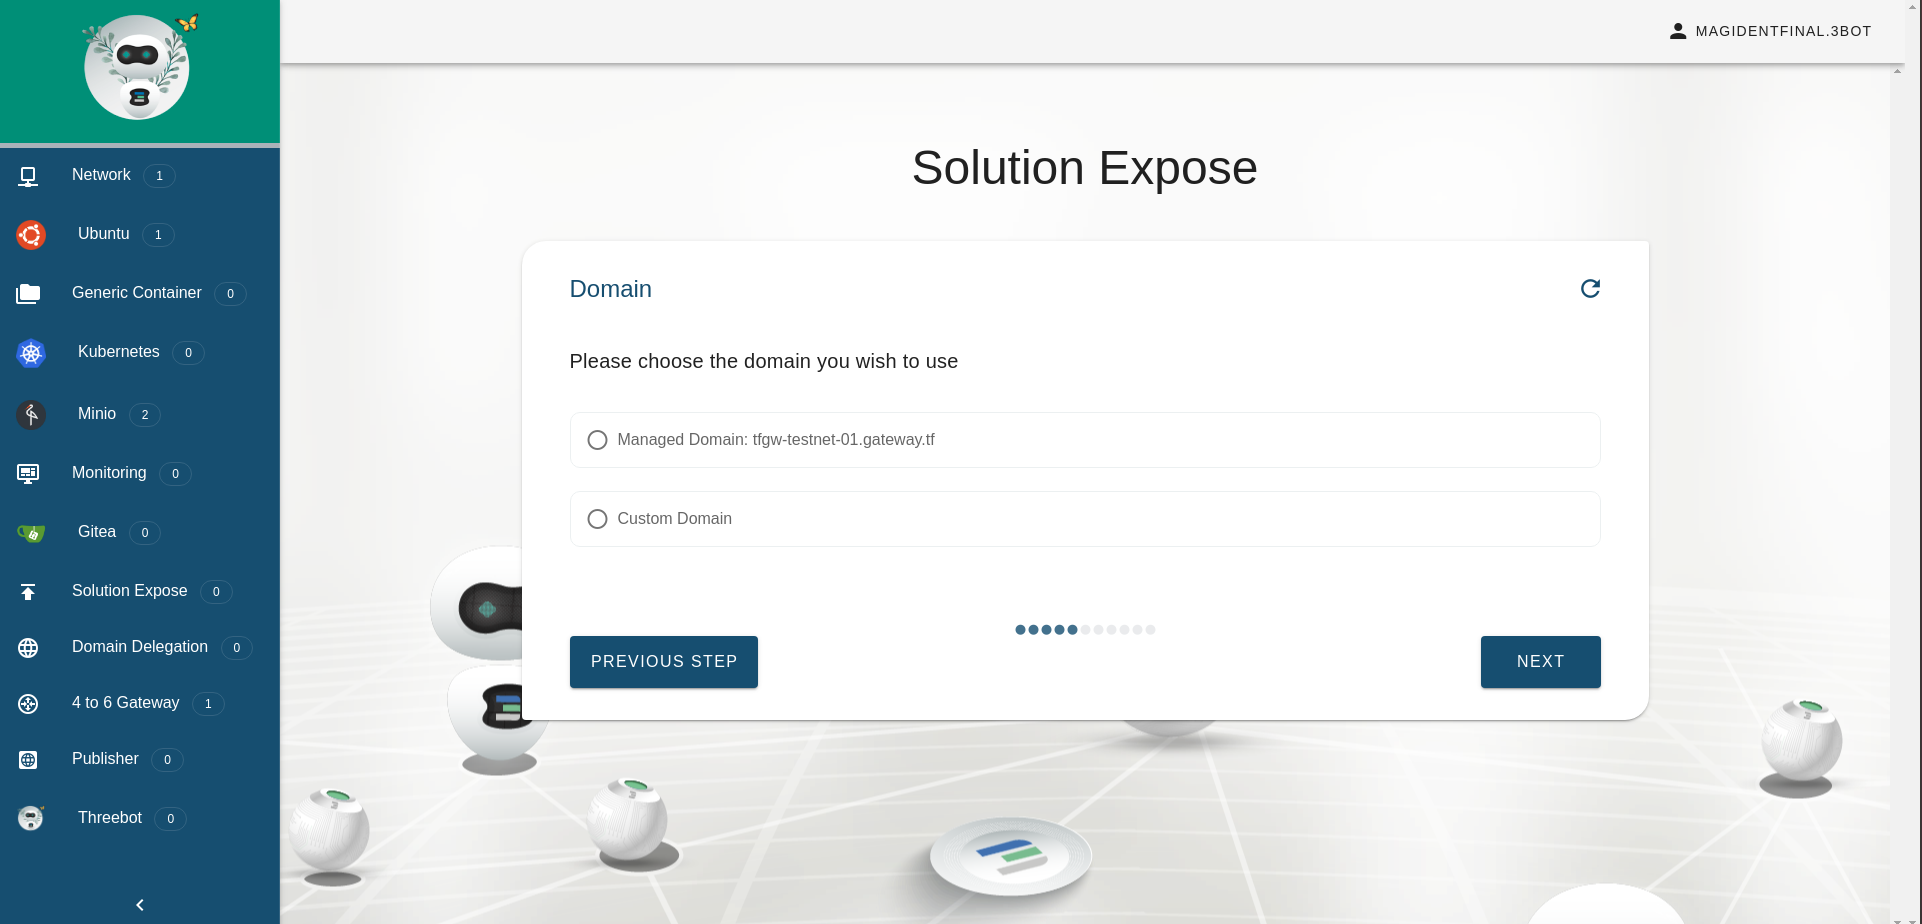 MAGIDENTFINAL.3BOT
Network 1
Ubuntu 1
Generic Container 0
Kubernetes 0
Minio 2
Monitoring 0
Gitea 0
Solution Expose 0
Domain Delegation 0
4 to 6 Gateway 1
Publisher 0
Threebot 0
Solution Expose
Domain
Please choose the domain you wish to use
Managed Domain: tfgw-testnet-01.gateway.tf
Custom Domain
PREVIOUS STEP
NEXT